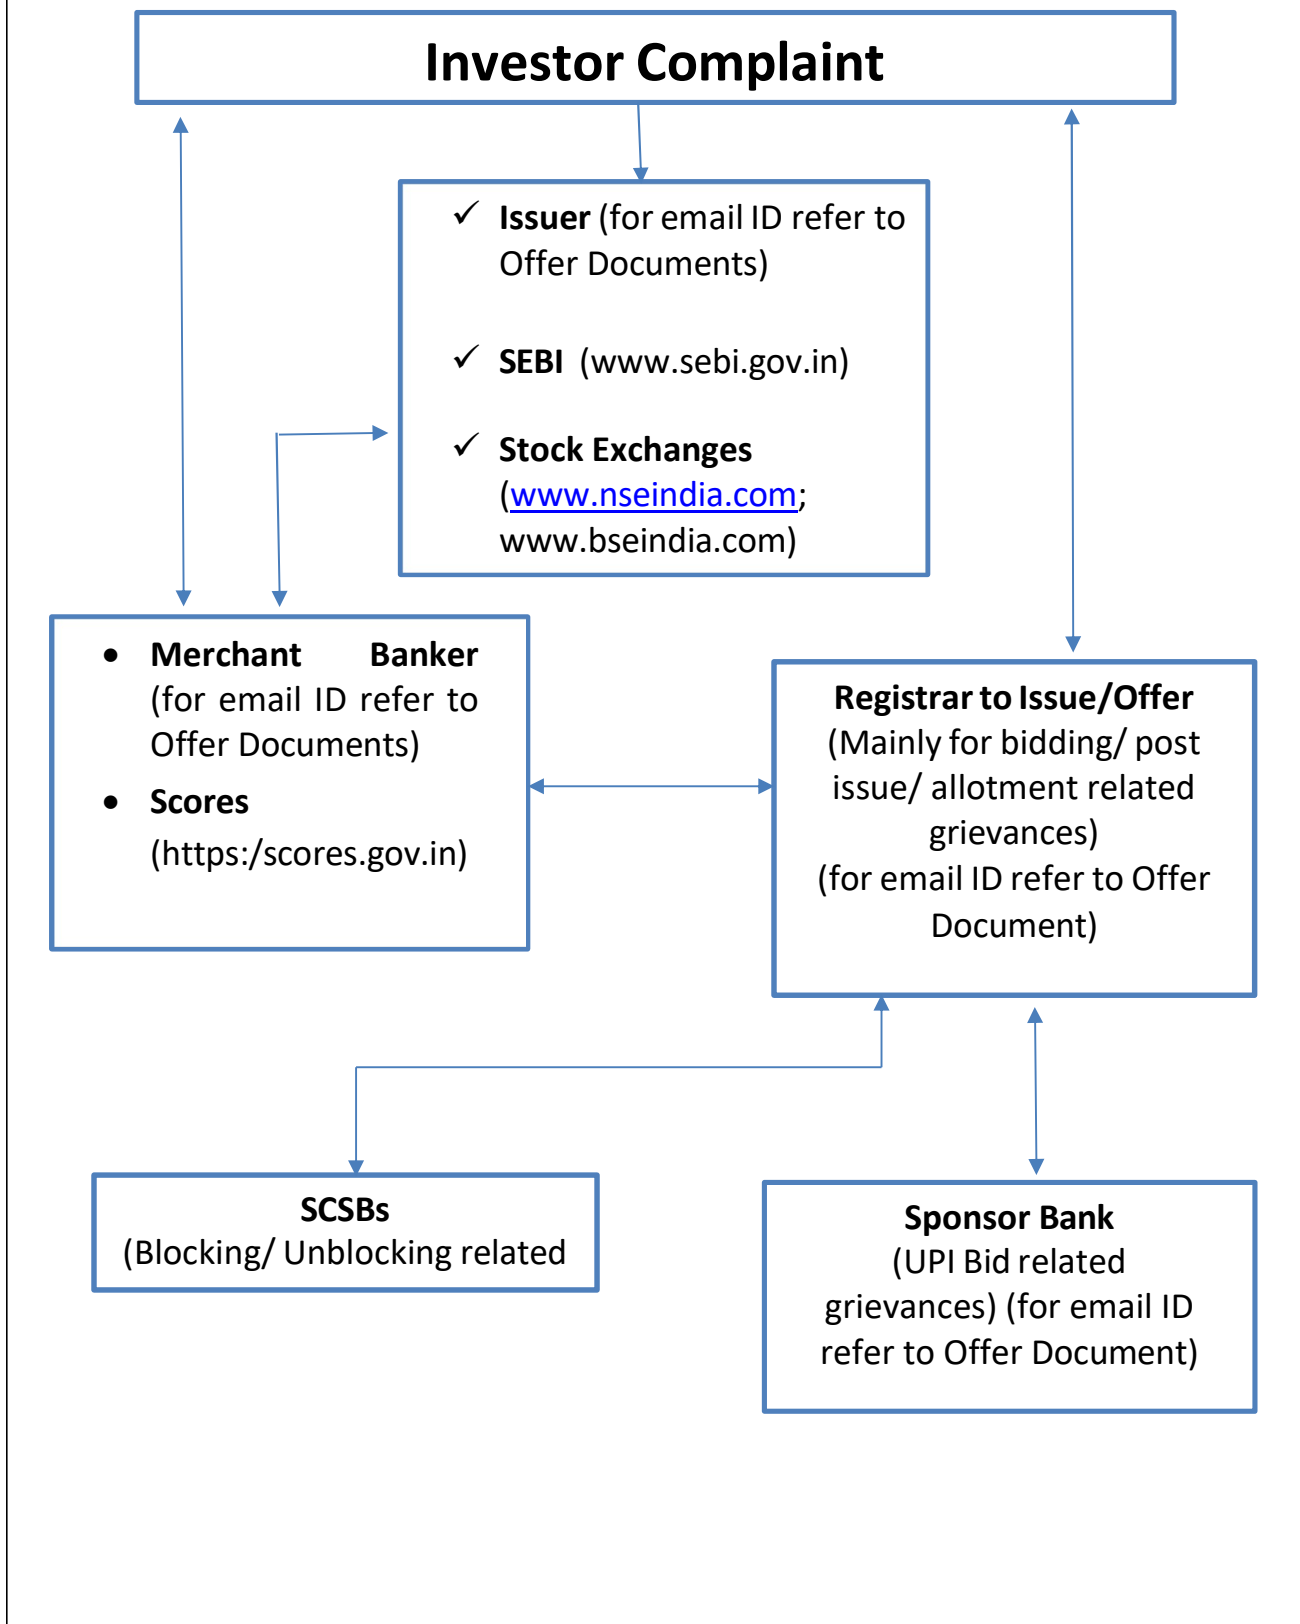 Investor Complaint
✓ Issuer (for email ID refer to
Offer Documents)
✓ SEBI (www.sebi.gov.in)
✓ Stock Exchanges
(www.nseindia.com;
www.bseindia.com)
• Merchant Banker
(for email ID refer to
Offer Documents)
• Scores
(https:/scores.gov.in)
Registrar to Issue/Offer
(Mainly for bidding/ post
issue/ allotment related
grievances)
(for email ID refer to Offer
Document)
SCSBs
(Blocking/ Unblocking related
Sponsor Bank
(UPI Bid related
grievances) (for email ID
refer to Offer Document)